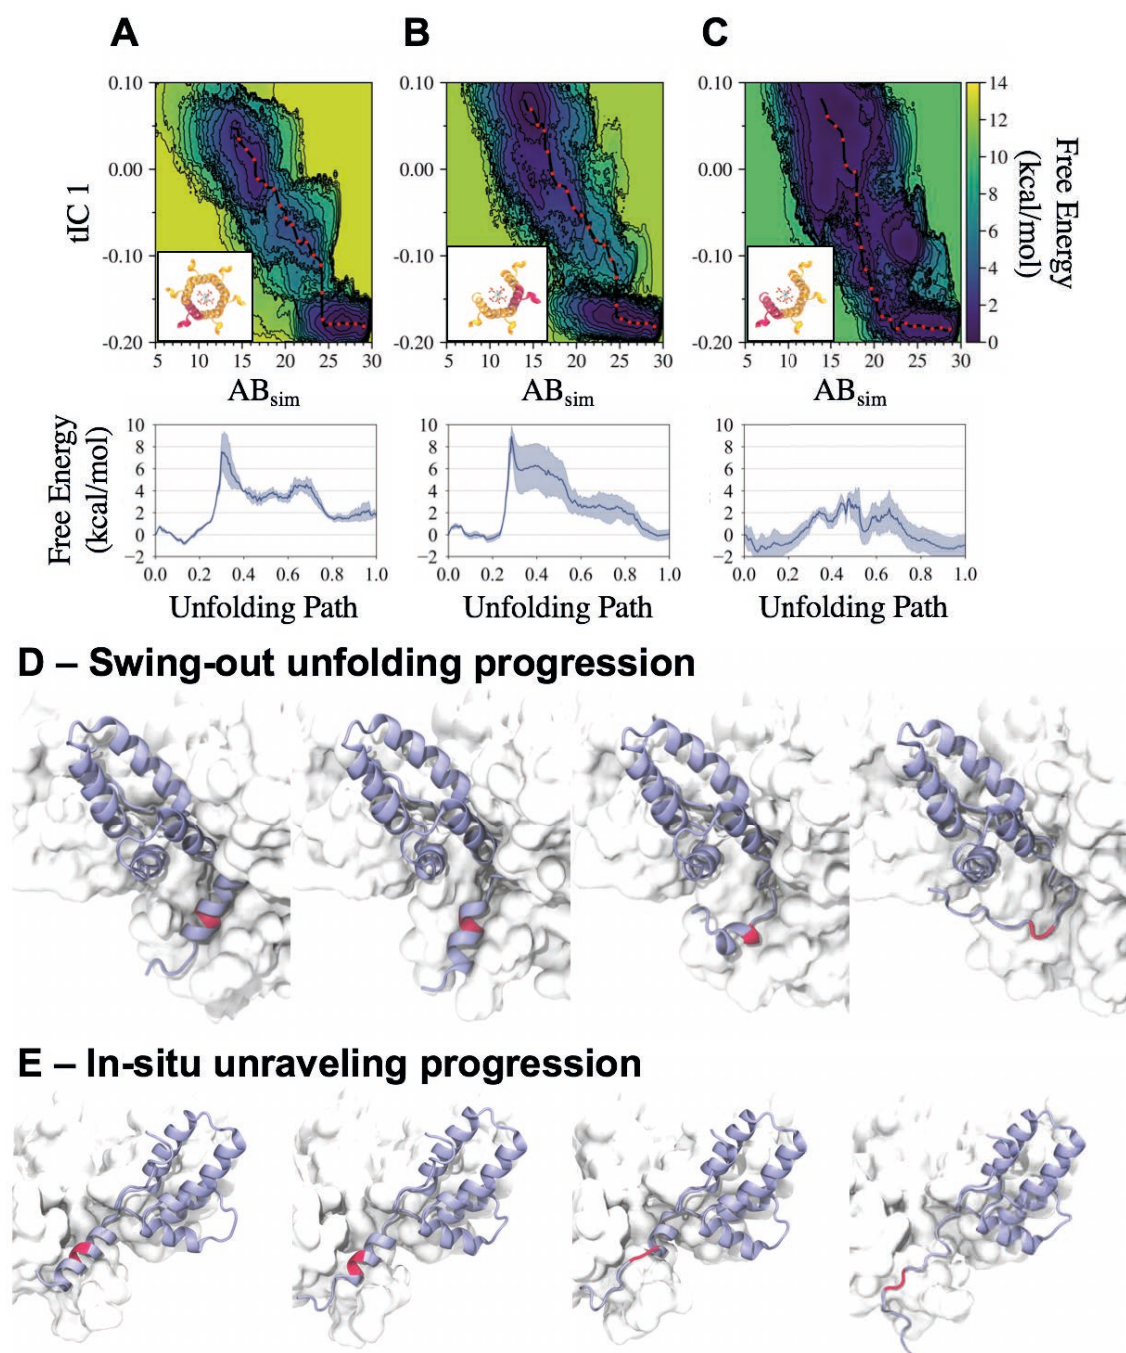 A B C
0.10 0.10 0.10 14
12
0.00 0.00 0.00 10
8
tIC 1 Free Energy (kcal/mol)
-0.10 -0.10 -0.10 6
4
2
-0.20 -0.20 -0.20 0
5 10 15 20 25 30 5 10 15 20 25 30 5 10 15 20 25 30
ABsim ABsim ABsim
Free Energy (kcal/mol)
10 10 10
8 8 8
6 6 6
4 4 4
2 2 2
0 0 0
−2 −2 −2
0.0 0.2 0.4 0.6 0.8 1.0 0.0 0.2 0.4 0.6 0.8 1.0 0.0 0.2 0.4 0.6 0.8 1.0
Unfolding Path Unfolding Path Unfolding Path
D – Swing-out unfolding progression
E – In-situ unraveling progression